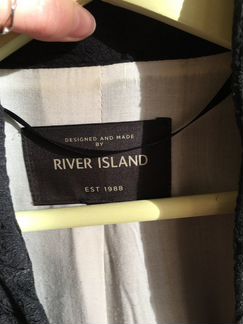 DESIGNED AND MADE
BY
RIVER ISLAND
EST 1988